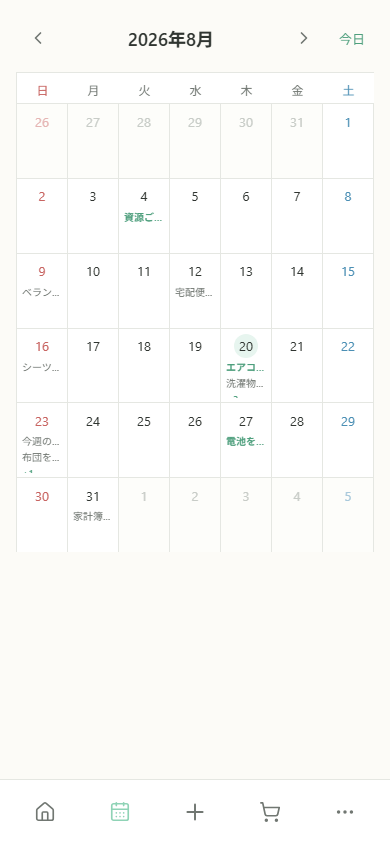 2026年8月
今日
日 月 火 水 木 金 土
26 27 28 29 30 31 1
2 3 4 5 6 7 8
資源ご...
9 10 11 12 13 14 15
ベラン... 宅配便...
16 17 18 19 20 21 22
シーツ... エアコ...
洗濯物...
23 24 25 26 27 28 29
今週の... 電池を...
布団を...
30 31 1 2 3 4 5
家計簿...